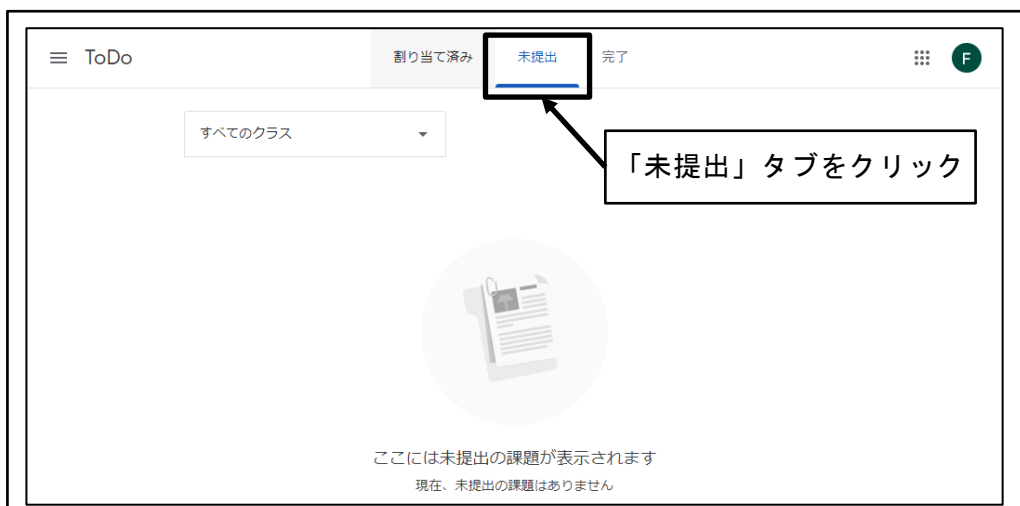 ToDo
割り当て済み
未提出
完了
F
すべてのクラス
「未提出」タブをクリック
ここには未提出の課題が表示されます
現在、未提出の課題はありません